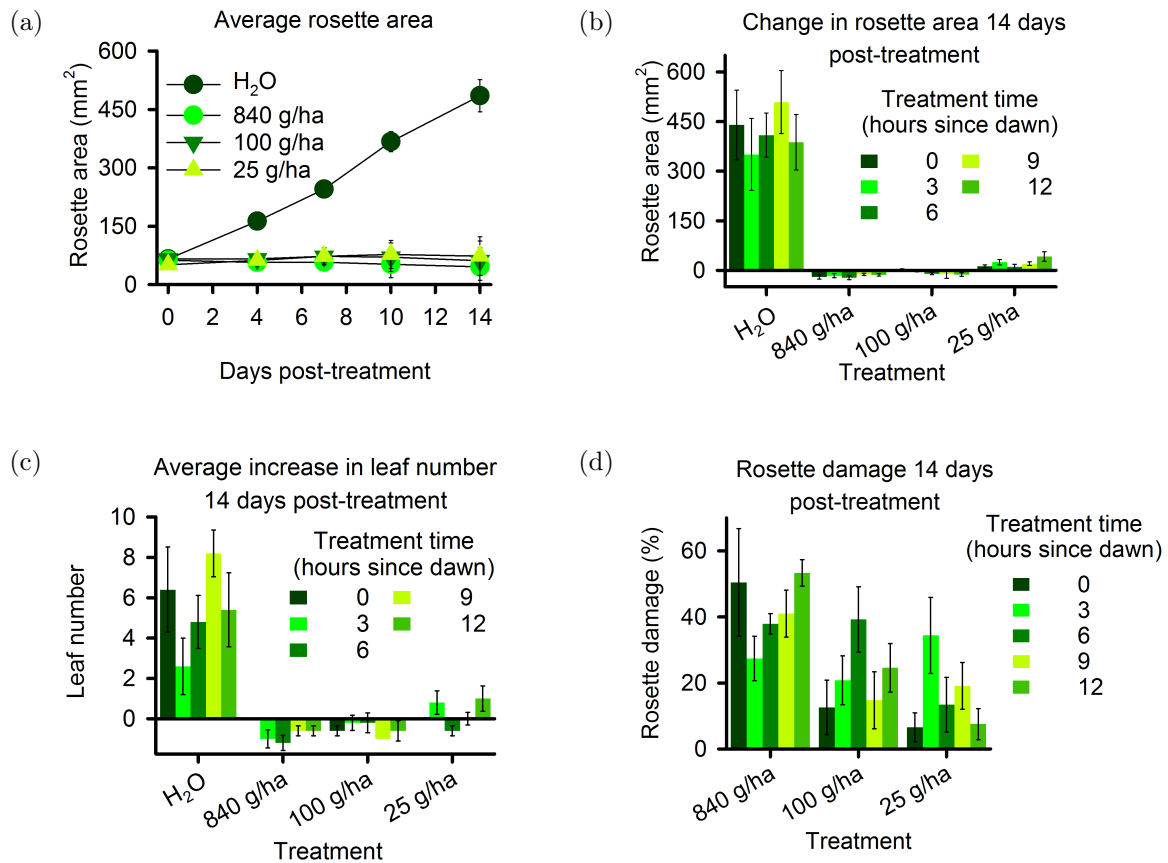 (a)
Average rosette area
Rosette area (mm²)
600
450
300
150
0
H₂O
840 g/ha
100 g/ha
25 g/ha
0 2 4 6 8 10 12 14
Days post-treatment
(b)
Change in rosette area 14 days
post-treatment
Rosette area (mm²)
600
450
300
150
0
Treatment time
(hours since dawn)
0 9
3 12
6
H₂O 840 g/ha 100 g/ha 25 g/ha
Treatment
(c)
Average increase in leaf number
14 days post-treatment
Leaf number
10
8
6
4
2
0
Treatment time
(hours since dawn)
0 9
3 12
6
H₂O 840 g/ha 100 g/ha 25 g/ha
Treatment
(d)
Rosette damage 14 days
post-treatment
Rosette damage (%)
60
40
20
0
Treatment time
(hours since dawn)
0
3
6
9
12
840 g/ha 100 g/ha 25 g/ha
Treatment